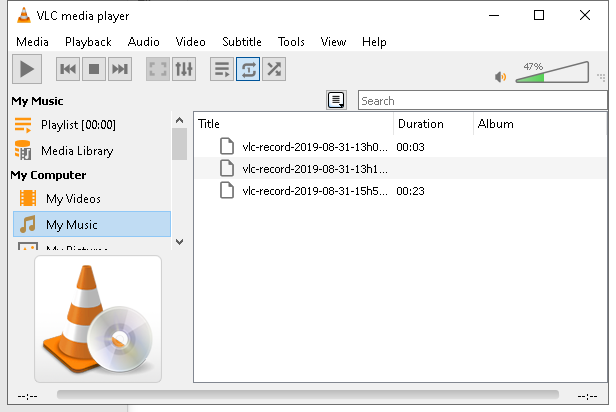 VLC media player
Media Playback Audio Video Subtitle Tools View Help
47%
My Music
Search
Playlist [00:00]
Media Library
My Computer
My Videos
My Music
My Pictures
Title Duration Album
vlc-record-2019-08-31-13h0... 00:03
vlc-record-2019-08-31-13h1...
vlc-record-2019-08-31-15h5... 00:23
--:-- --:--